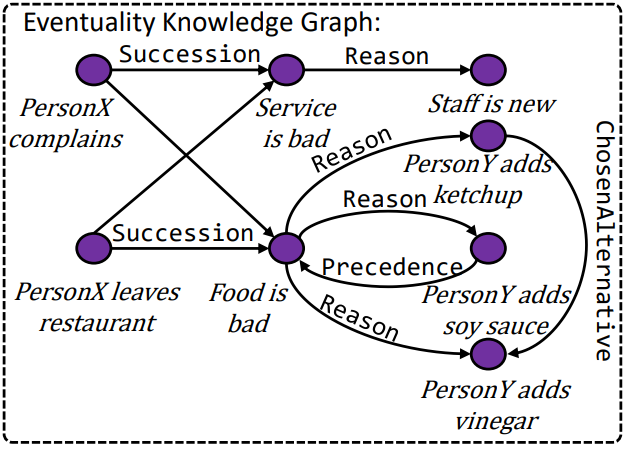 Eventuality Knowledge Graph:
Succession
Reason
PersonX
complains
Service
is bad
Staff is new
Reason
PersonY adds
ketchup
Reason
Succession
Precedence
ChosenAlternative
PersonX leaves
restaurant
Food is
bad
PersonY adds
soy sauce
Reason
PersonY adds
vinegar